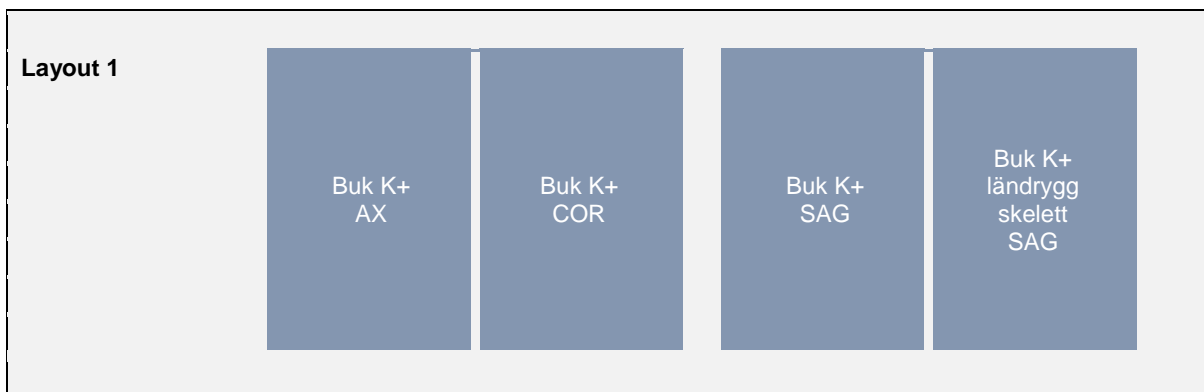 Layout 1
Buk K+
AX
Buk K+
COR
Buk K+
SAG
Buk K+
ländrygg
skelett
SAG